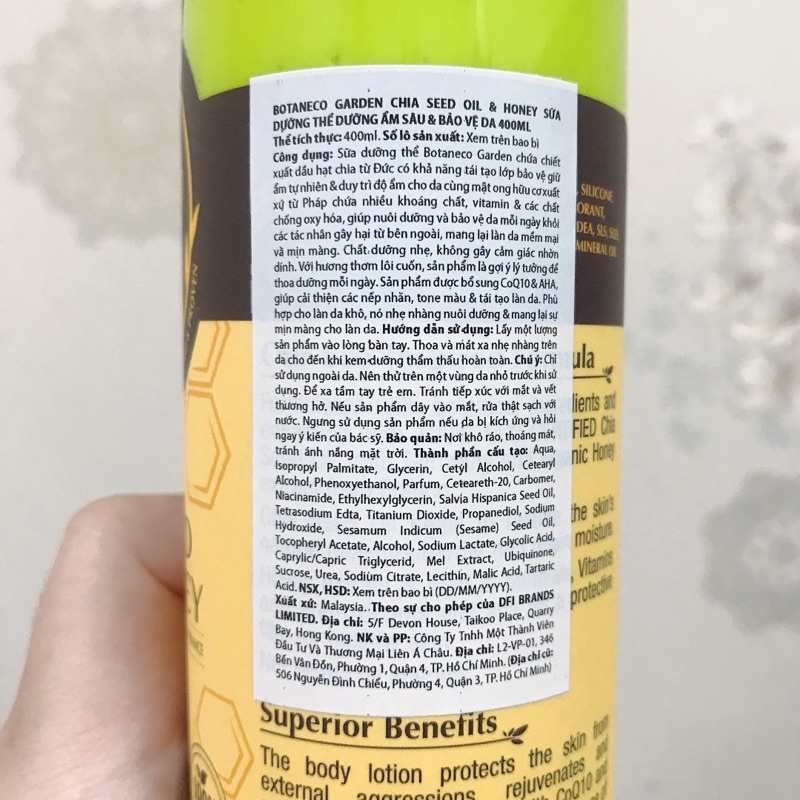 BOTANECO GARDEN CHIA SEED OIL & HONEY SỮA
DƯỠNG THỂ DƯỠNG ẨM SÂU & BẢO VỆ DA 400ML
Thể tích thực: 400ml. Số lô sản xuất: Xem trên bao bì
Công dụng: Sữa dưỡng thể Botaneco Garden chứa chiết
xuất dầu hạt chia từ Đức có khả năng tái tạo lớp bảo vệ giữ
ẩm tự nhiên & duy trì độ ẩm cho da cùng mật ong hữu cơ xuất
xứ từ Pháp chứa nhiều khoáng chất, vitamin & các chất
chống oxy hóa, giúp nuôi dưỡng và bảo vệ da mỗi ngày khỏi
các tác nhân gây hại từ bên ngoài, mang lại làn da mềm mại
và mịn màng. Chất dưỡng nhẹ, không gây cảm giác nhờn
dính. Với hương thơm lôi cuốn, sản phẩm là gợi ý lý tưởng để
thoa dưỡng mỗi ngày. Sản phẩm được bổ sung CoQ10 & AHA,
giúp cải thiện các nếp nhăn, tone màu & tái tạo làn da. Phù
hợp cho làn da khô, nó nhẹ nhàng nuôi dưỡng & mang lại sự
mịn màng cho làn da. Hướng dẫn sử dụng: Lấy một lượng
sản phẩm vào lòng bàn tay. Thoa và mát xa nhẹ nhàng trên
da cho đến khi kem dưỡng thẩm thấu hoàn toàn. Chú ý: Chỉ
sử dụng ngoài da. Nên thử trên một vùng da nhỏ trước khi sử
dụng. Để xa tầm tay trẻ em. Tránh tiếp xúc với mắt và vết
thương hở. Nếu sản phẩm dây vào mắt, rửa thật sạch với
nước. Ngưng sử dụng sản phẩm nếu da bị kích ứng và hỏi
ngay ý kiến của bác sỹ. Bảo quản: Nơi khô ráo, thoáng mát,
tránh ánh nắng mặt trời. Thành phần cấu tạo: Aqua,
Isopropyl Palmitate, Glycerin, Cetyl Alcohol, Cetearyl
Alcohol, Phenoxyethanol, Parfum, Ceteareth-20, Carbomer,
Niacinamide, Ethylhexylglycerin, Salvia Hispanica Seed Oil,
Tetrasodium Edta, Titanium Dioxide, Propanediol, Sodium
Hydroxide, Sesamum Indicum (Sesame) Seed Oil,
Tocopheryl Acetate, Alcohol, Sodium Lactate, Glycolic Acid,
Caprylic/Capric Triglycerid, Mel Extract, Ubiquinone,
Sucrose, Urea, Sodium Citrate, Lecithin, Malic Acid, Tartaric
Acid. NSX, HSD: Xem trên bao bì (DD/MM/YYYY).
Xuất xứ: Malaysia. Theo sự cho phép của DFI BRANDS
LIMITED. Địa chỉ: 5/F Devon House, Taikoo Place, Quarry
Bay, Hong Kong. NK và PP: Công Ty Tnhh Một Thành Viên
Đầu Tư Và Thương Mại Liên Á Châu. Địa chỉ: L2-VP-01, 346
Bến Vân Đồn, Phường 1, Quận 4, TP. Hồ Chí Minh. (Địa chỉ cũ:
506 Nguyễn Đình Chiểu, Phường 4, Quận 3, TP. Hồ Chí Minh)
, SILICONE,
ORANT,
DEA, SLS,
MINERAL OIL
PROVEN
ula
lients and
FIED Chia
nic Honey
the skin's
moisture.
, Vitamins
protective
EY
Superior Benefits
The body lotion protects the skin from
external aggressions, rejuvenates and
CoQ10 and